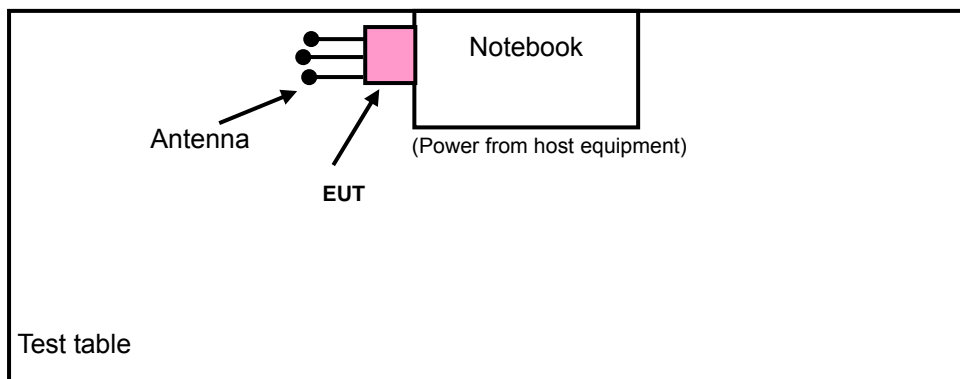 Notebook
Antenna
(Power from host equipment)
EUT
Test table